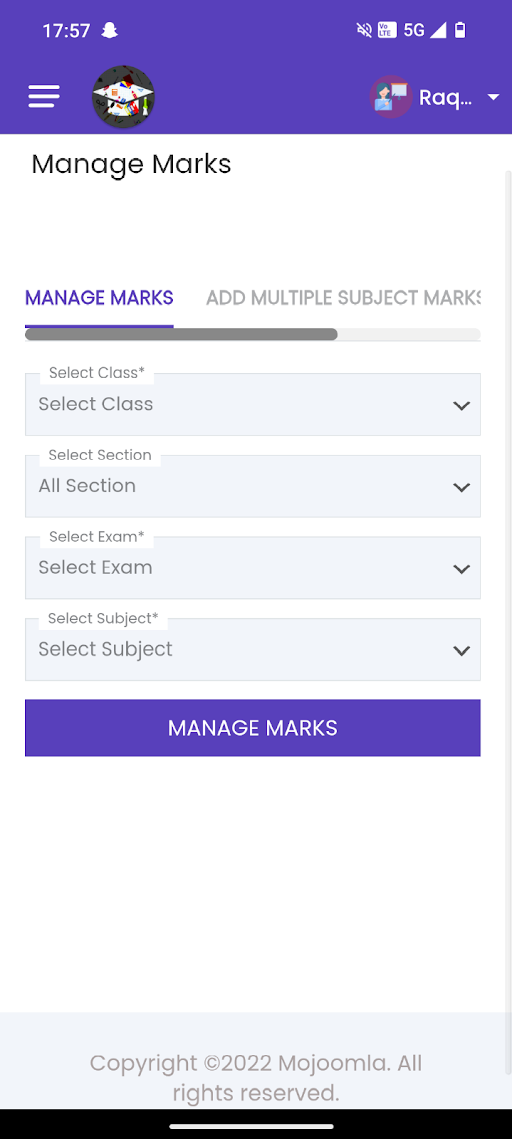 17:57
Vo LTE 5G
Raq...
Manage Marks
MANAGE MARKS ADD MULTIPLE SUBJECT MARKS
Select Class*
Select Class
Select Section
All Section
Select Exam*
Select Exam
Select Subject*
Select Subject
MANAGE MARKS
Copyright ©2022 Mojoomla. All
rights reserved.